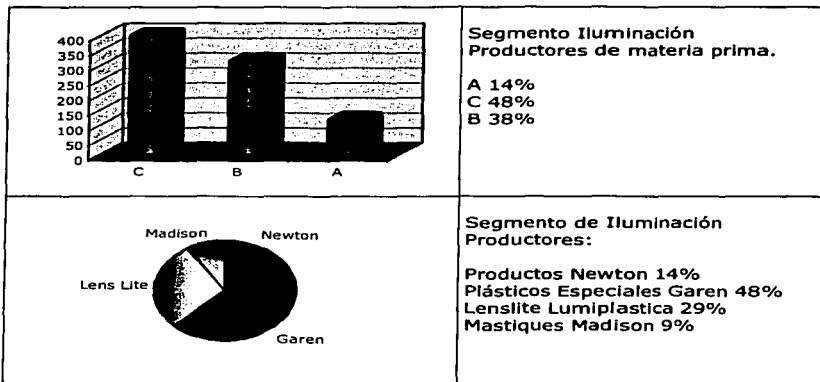 400
350
300
250
200
150
100
50
0
C B A
Segmento Iluminación
Productores de materia prima.
A 14%
C 48%
B 38%
Madison Newton
Lens Lite
Garen
Segmento de Iluminación
Productores:
Productos Newton 14%
Plásticos Especiales Garen 48%
Lenslite Lumiplastica 29%
Mastiques Madison 9%